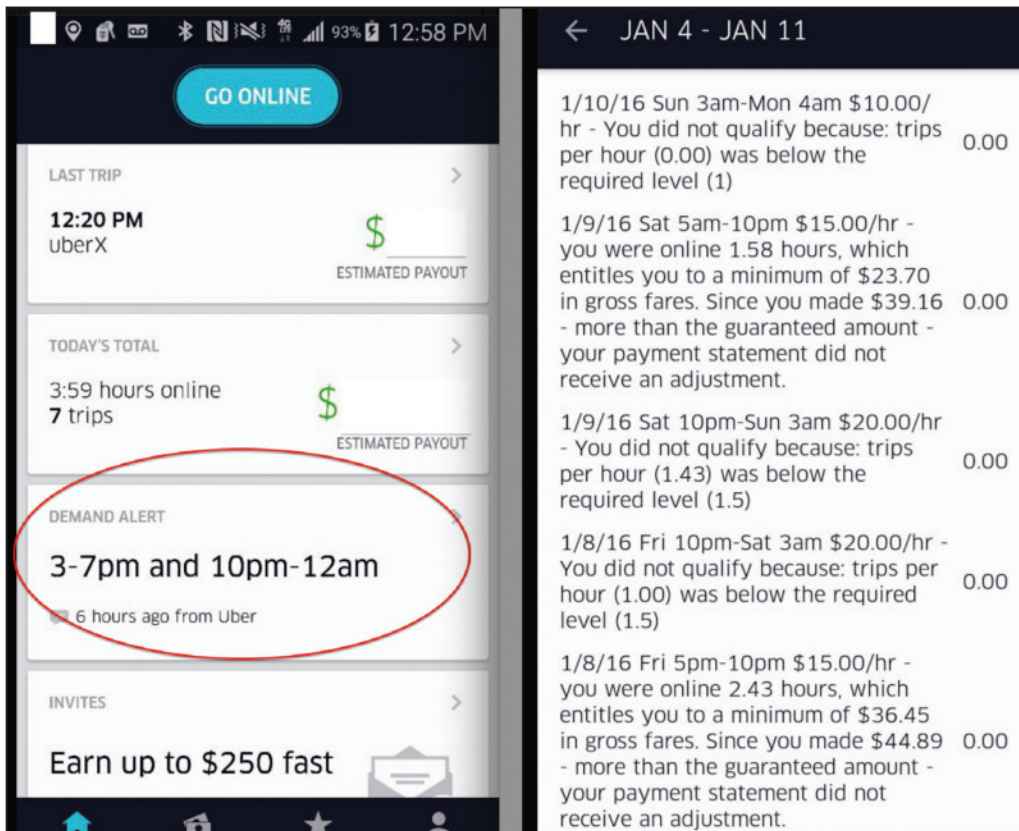 4G
93% 12:58 PM
GO ONLINE
LAST TRIP
12:20 PM
uberX
$
ESTIMATED PAYOUT
TODAY'S TOTAL
3:59 hours online
7 trips
$
ESTIMATED PAYOUT
DEMAND ALERT
3-7pm and 10pm-12am
6 hours ago from Uber
INVITES
Earn up to $250 fast
JAN 4 - JAN 11
1/10/16 Sun 3am-Mon 4am $10.00/
hr - You did not qualify because: trips
per hour (0.00) was below the
required level (1)
0.00
1/9/16 Sat 5am-10pm $15.00/hr -
you were online 1.58 hours, which
entitles you to a minimum of $23.70
in gross fares. Since you made $39.16
- more than the guaranteed amount -
your payment statement did not
receive an adjustment.
0.00
1/9/16 Sat 10pm-Sun 3am $20.00/hr
- You did not qualify because: trips
per hour (1.43) was below the
required level (1.5)
0.00
1/8/16 Fri 10pm-Sat 3am $20.00/hr -
You did not qualify because: trips per
hour (1.00) was below the required
level (1.5)
0.00
1/8/16 Fri 5pm-10pm $15.00/hr -
you were online 2.43 hours, which
entitles you to a minimum of $36.45
in gross fares. Since you made $44.89
- more than the guaranteed amount -
your payment statement did not
receive an adjustment.
0.00